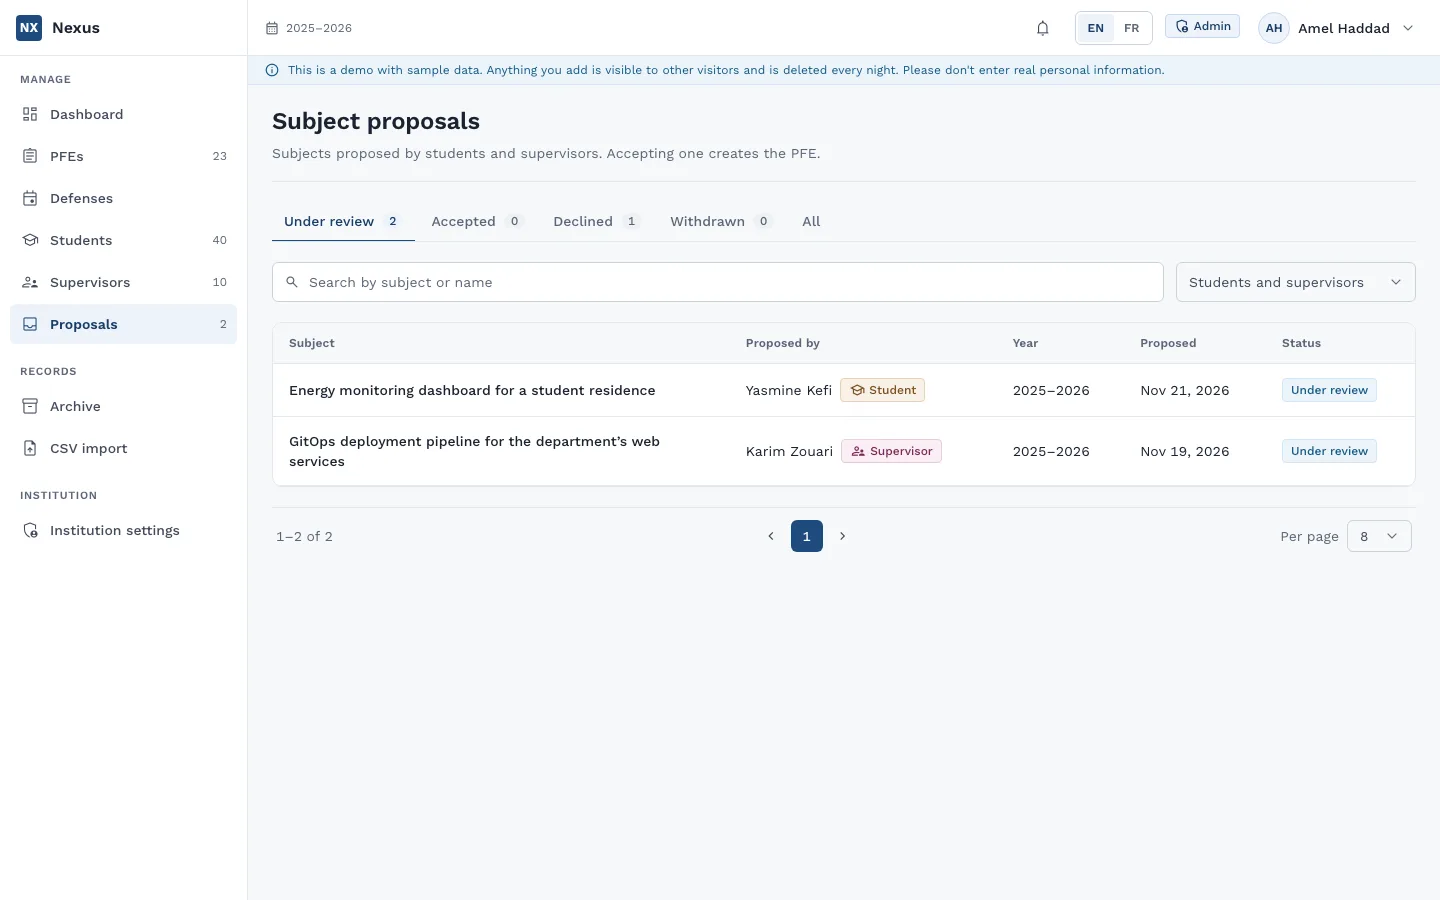 NX Nexus
2025–2026
EN FR
Admin
AH Amel Haddad
This is a demo with sample data. Anything you add is visible to other visitors and is deleted every night. Please don't enter real personal information.
MANAGE
Dashboard
PFEs 23
Defenses
Students 40
Supervisors 10
Proposals 2
RECORDS
Archive
CSV import
INSTITUTION
Institution settings
Subject proposals
Subjects proposed by students and supervisors. Accepting one creates the PFE.
Under review 2 Accepted 0 Declined 1 Withdrawn 0 All
Search by subject or name
Students and supervisors
Subject Proposed by Year Proposed Status
Energy monitoring dashboard for a student residence Yasmine Kefi Student 2025–2026 Nov 21, 2026 Under review
GitOps deployment pipeline for the department’s web
services Karim Zouari Supervisor 2025–2026 Nov 19, 2026 Under review
1–2 of 2
1
Per page 8